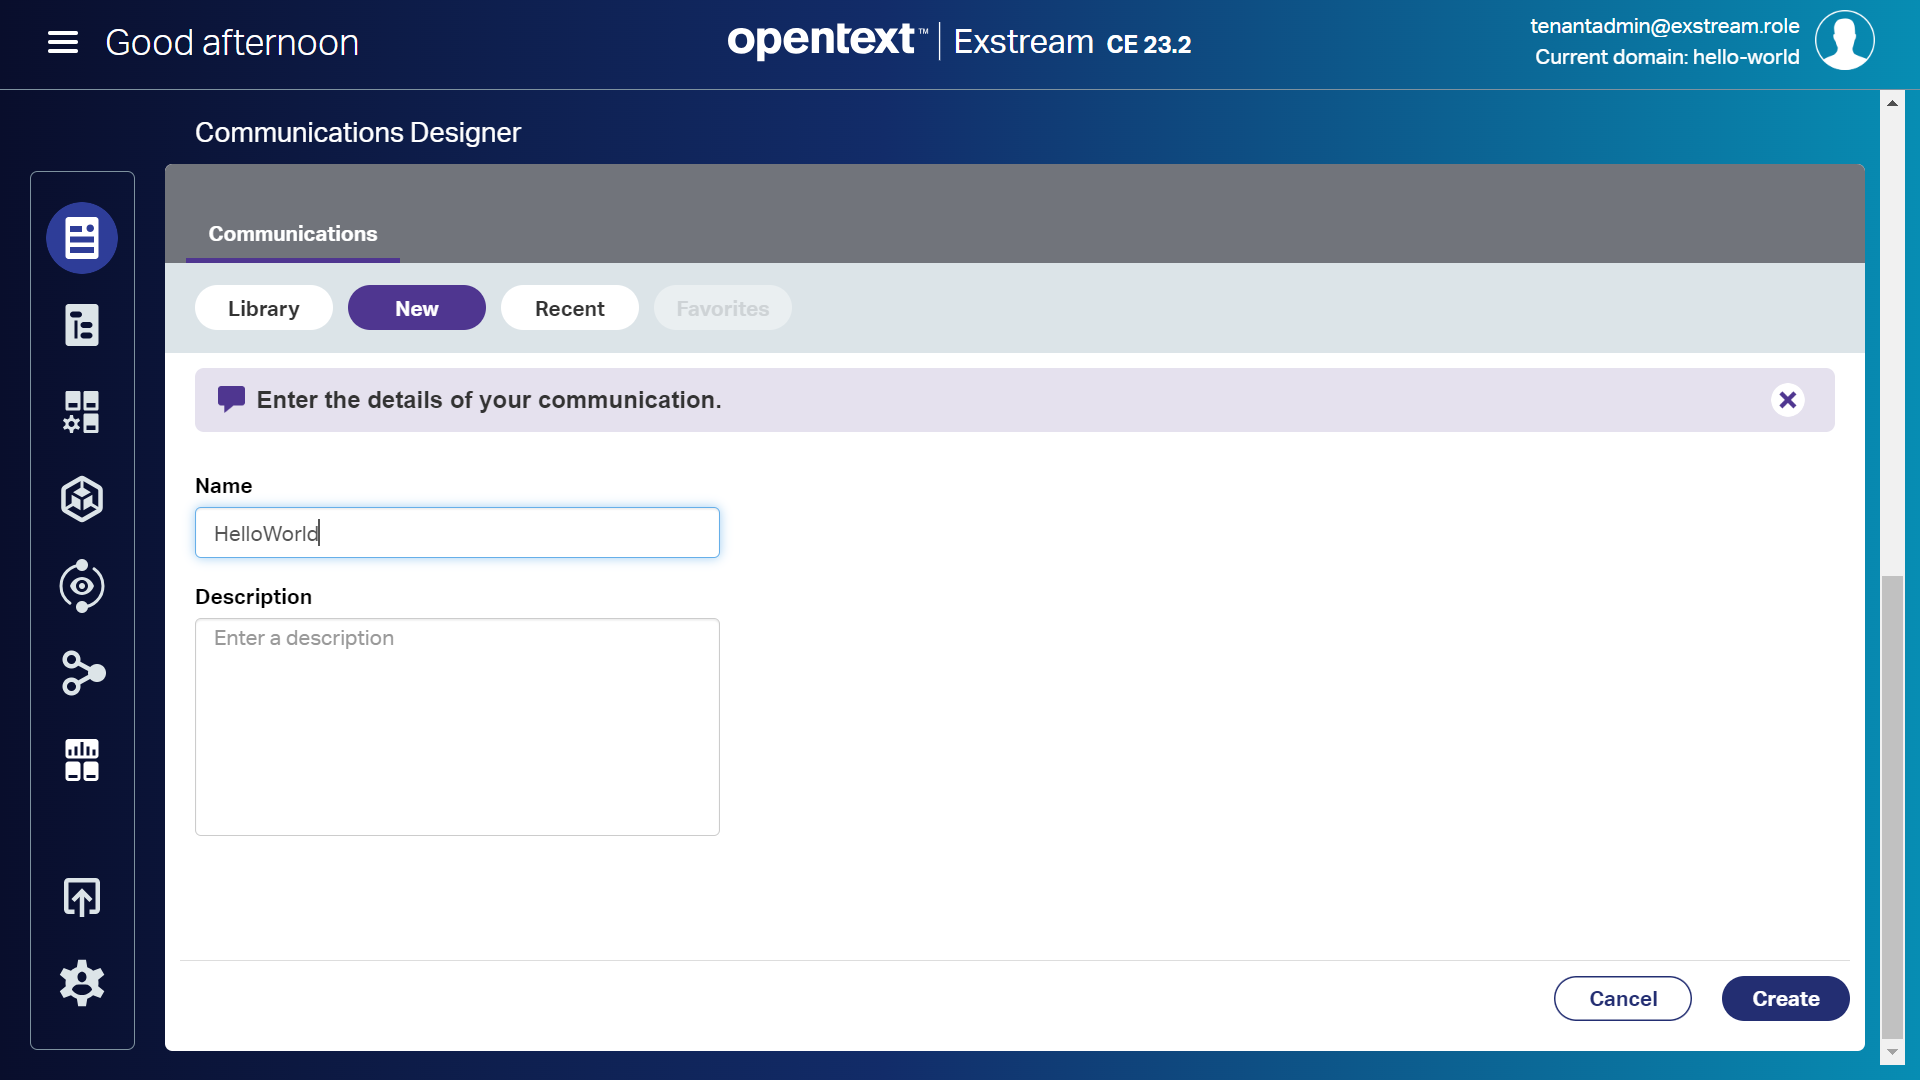 Good afternoon
opentext™ Exstream CE 23.2
tenantadmin@exstream.role
Current domain: hello-world
Communications Designer
Communications
Library New Recent Favorites
Enter the details of your communication.
Name
HelloWorld
Description
Enter a description
Cancel Create